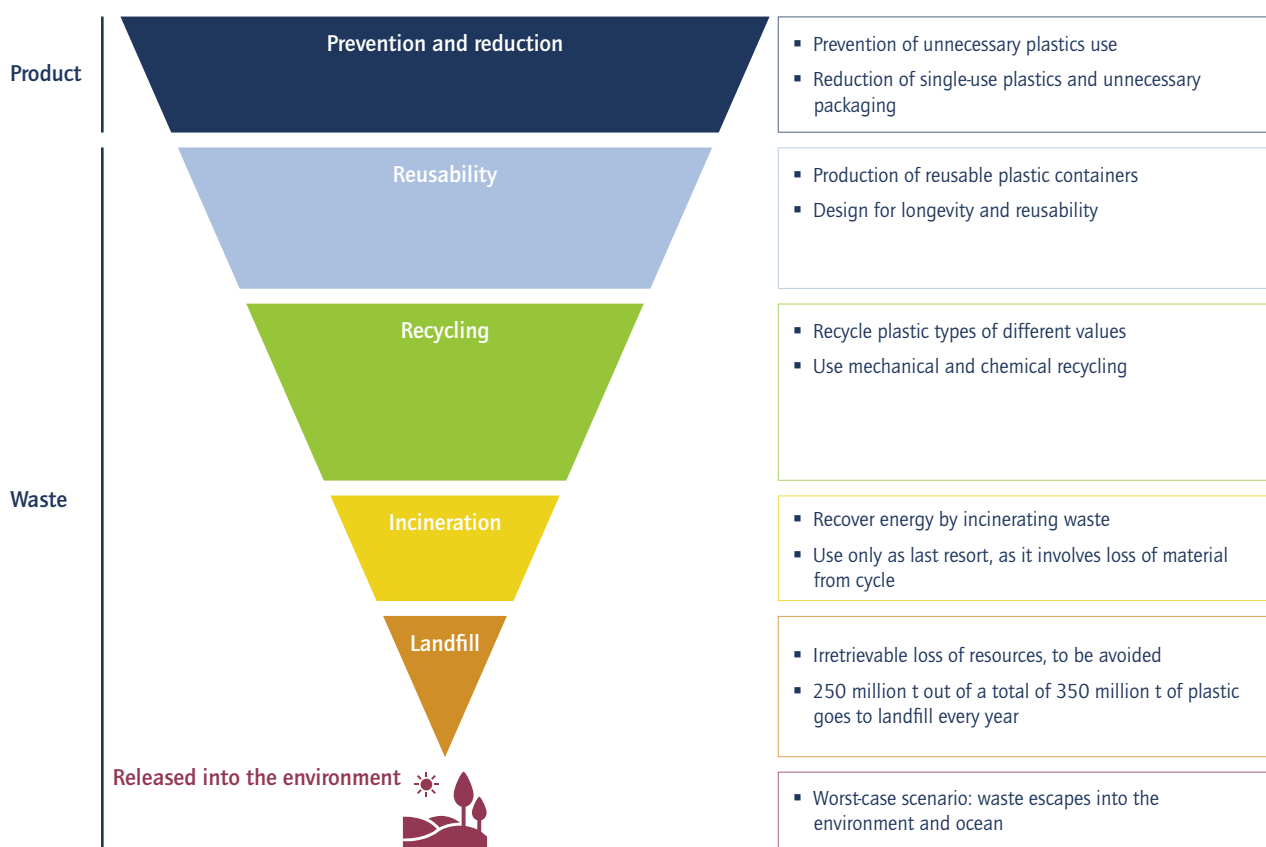 Product
Prevention and reduction
▪ Prevention of unnecessary plastics use
▪ Reduction of single-use plastics and unnecessary
packaging
Waste
Reusability
▪ Production of reusable plastic containers
▪ Design for longevity and reusability
Recycling
▪ Recycle plastic types of different values
▪ Use mechanical and chemical recycling
Incineration
▪ Recover energy by incinerating waste
▪ Use only as last resort, as it involves loss of material
from cycle
Landfill
▪ Irretrievable loss of resources, to be avoided
▪ 250 million t out of a total of 350 million t of plastic
goes to landfill every year
Released into the environment
▪ Worst-case scenario: waste escapes into the
environment and ocean